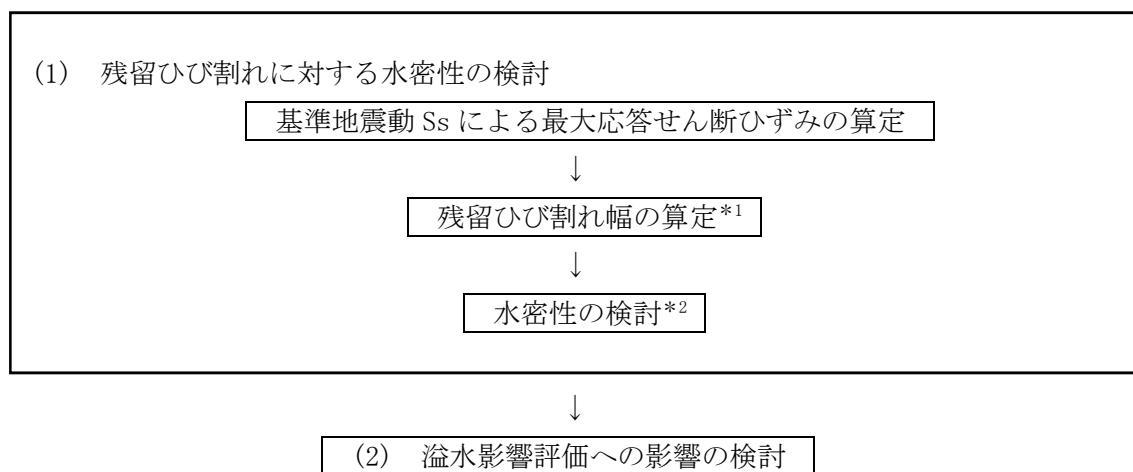 (1) 残留ひび割れに対する水密性の検討
基準地震動 Ss による最大応答せん断ひずみの算定
↓
残留ひび割れ幅の算定*1
↓
水密性の検討*2
↓
(2) 溢水影響評価への影響の検討